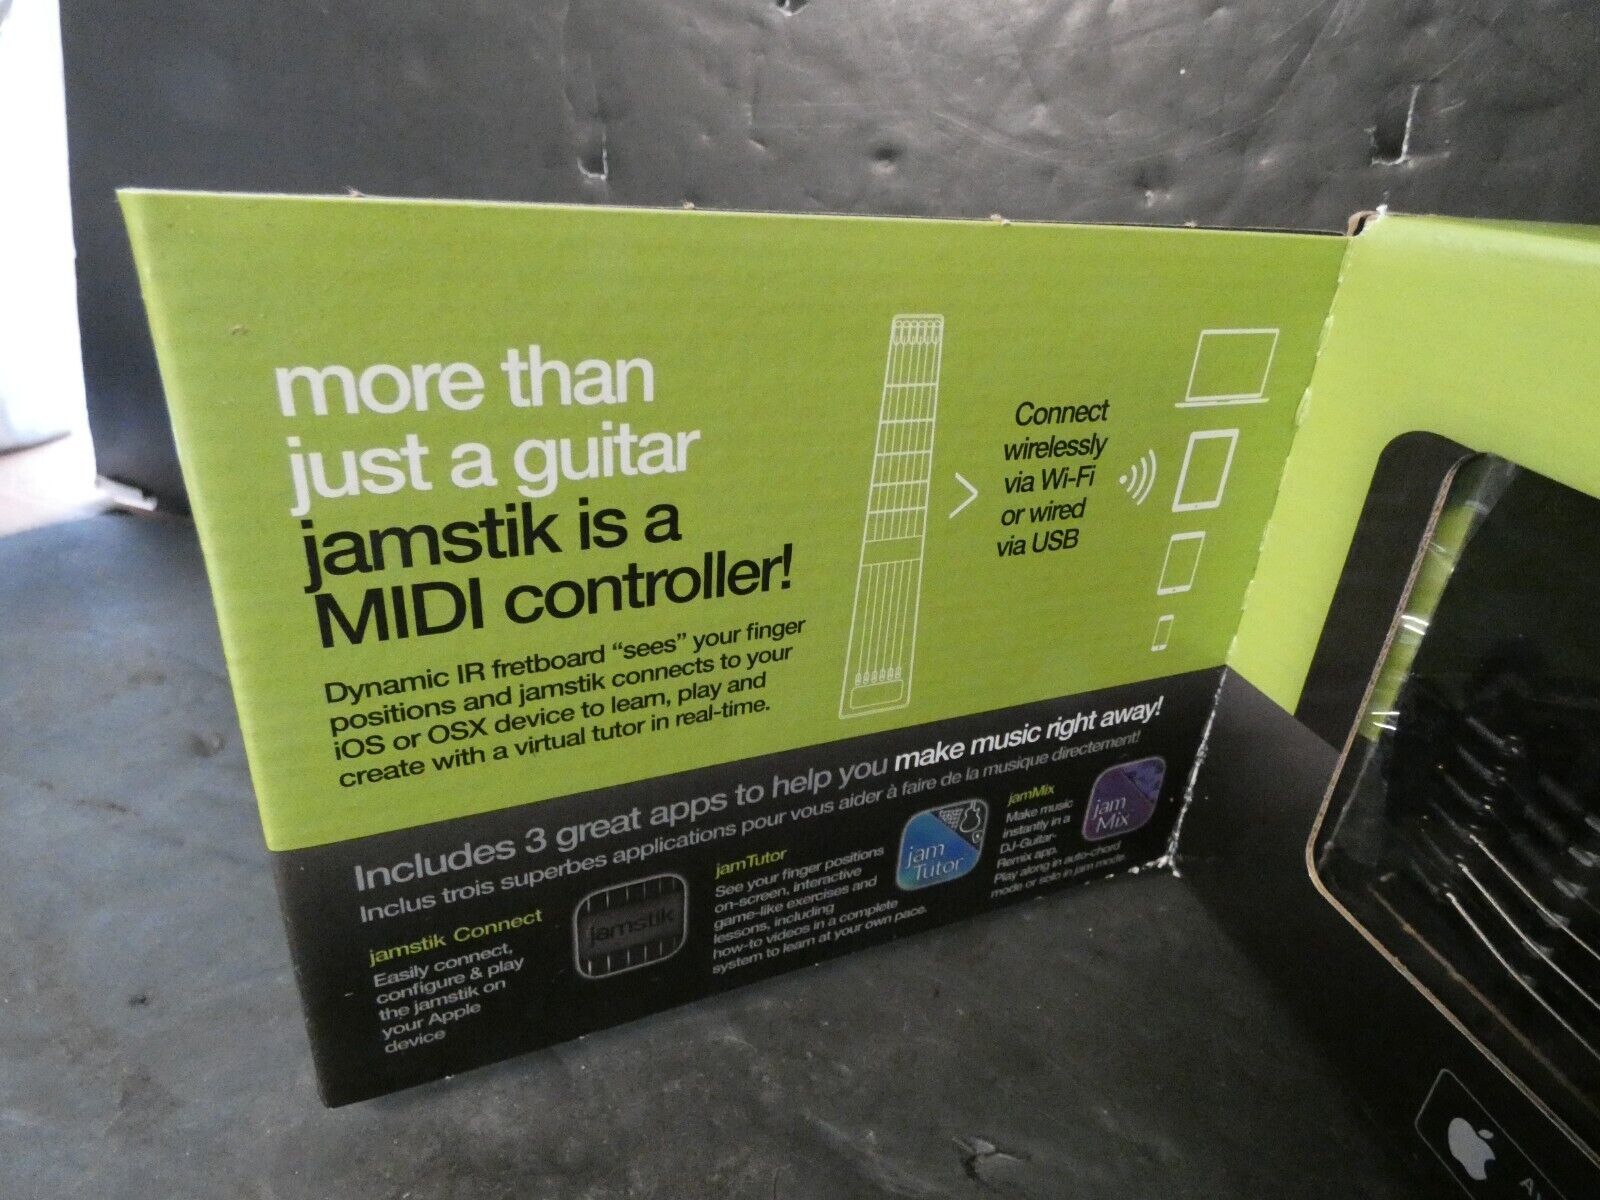 more than
just a guitar
jamstik is a
MIDI controller!
Dynamic IR fretboard “sees” your finger
positions and jamstik connects to your
iOS or OSX device to learn, play and
create with a virtual tutor in real-time.
Connect
wirelessly
via Wi-Fi
or wired
via USB
Includes 3 great apps to help you make music right away!
Inclus trois superbes applications pour vous aider à faire de la musique directement!
jamstik Connect
Easily connect,
configure & play
the jamstik on
your Apple
device
jamstik
jamTutor
See your finger positions
on-screen, interactive
game-like exercises and
lessons, including
how-to videos in a complete
system to learn at your own pace.
jam
Tutor
jamMix
Make music
instantly in a
DJ-Guitar-
Remix app.
Play along in auto-chord
mode or solo in jam mode.
jam
Mix